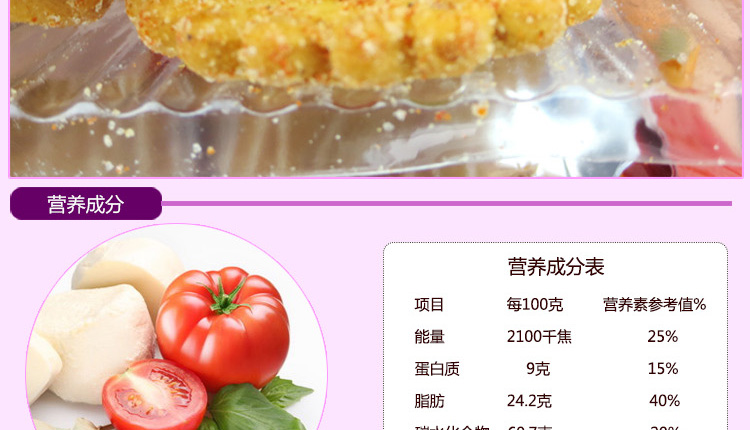 营养成分
营养成分表
项目 每100克 营养素参考值%
能量 2100千焦 25%
蛋白质 9克 15%
脂肪 24.2克 40%